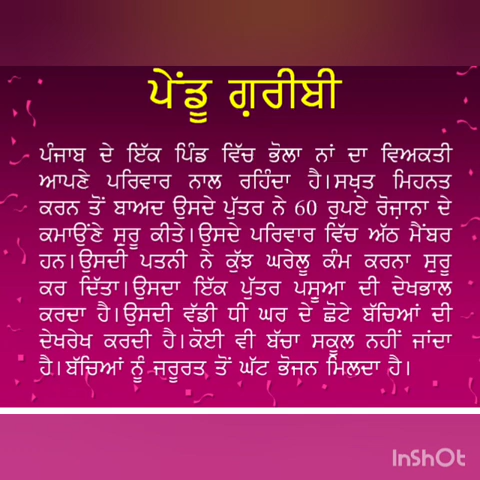 ਪੇਂਡੂ ਗ਼ਰੀਬੀ
ਪੰਜਾਬ ਦੇ ਇੱਕ ਪਿੰਡ ਵਿੱਚ ਭੋਲਾ ਨਾਂ ਦਾ ਵਿਅਕਤੀ
ਆਪਣੇ ਪਰਿਵਾਰ ਨਾਲ ਰਹਿੰਦਾ ਹੈ।ਸਖ਼ਤ ਮਿਹਨਤ
ਕਰਨ ਤੋਂ ਬਾਅਦ ਉਸਦੇ ਪੁੱਤਰ ਨੇ 60 ਰੁਪਏ ਰੋਜ਼ਾਨਾ ਦੇ
ਕਮਾਉਂਣੇ ਸੁਰੂ ਕੀਤੇ।ਉਸਦੇ ਪਰਿਵਾਰ ਵਿੱਚ ਅੱਠ ਮੈਂਬਰ
ਹਨ।ਉਸਦੀ ਪਤਨੀ ਨੇ ਕੁੱਝ ਘਰੇਲੂ ਕੰਮ ਕਰਨਾ ਸੁਰੂ
ਕਰ ਦਿੱਤਾ।ਉਸਦਾ ਇੱਕ ਪੁੱਤਰ ਪਸੂਆ ਦੀ ਦੇਖਭਾਲ
ਕਰਦਾ ਹੈ।ਉਸਦੀ ਵੱਡੀ ਧੀ ਘਰ ਦੇ ਛੋਟੇ ਬੱਚਿਆਂ ਦੀ
ਦੇਖਰੇਖ ਕਰਦੀ ਹੈ।ਕੋਈ ਵੀ ਬੱਚਾ ਸਕੂਲ ਨਹੀਂ ਜਾਂਦਾ
ਹੈ।ਬੱਚਿਆਂ ਨੂੰ ਜਰੂਰਤ ਤੋਂ ਘੱਟ ਭੋਜਨ ਮਿਲਦਾ ਹੈ।
InShOt